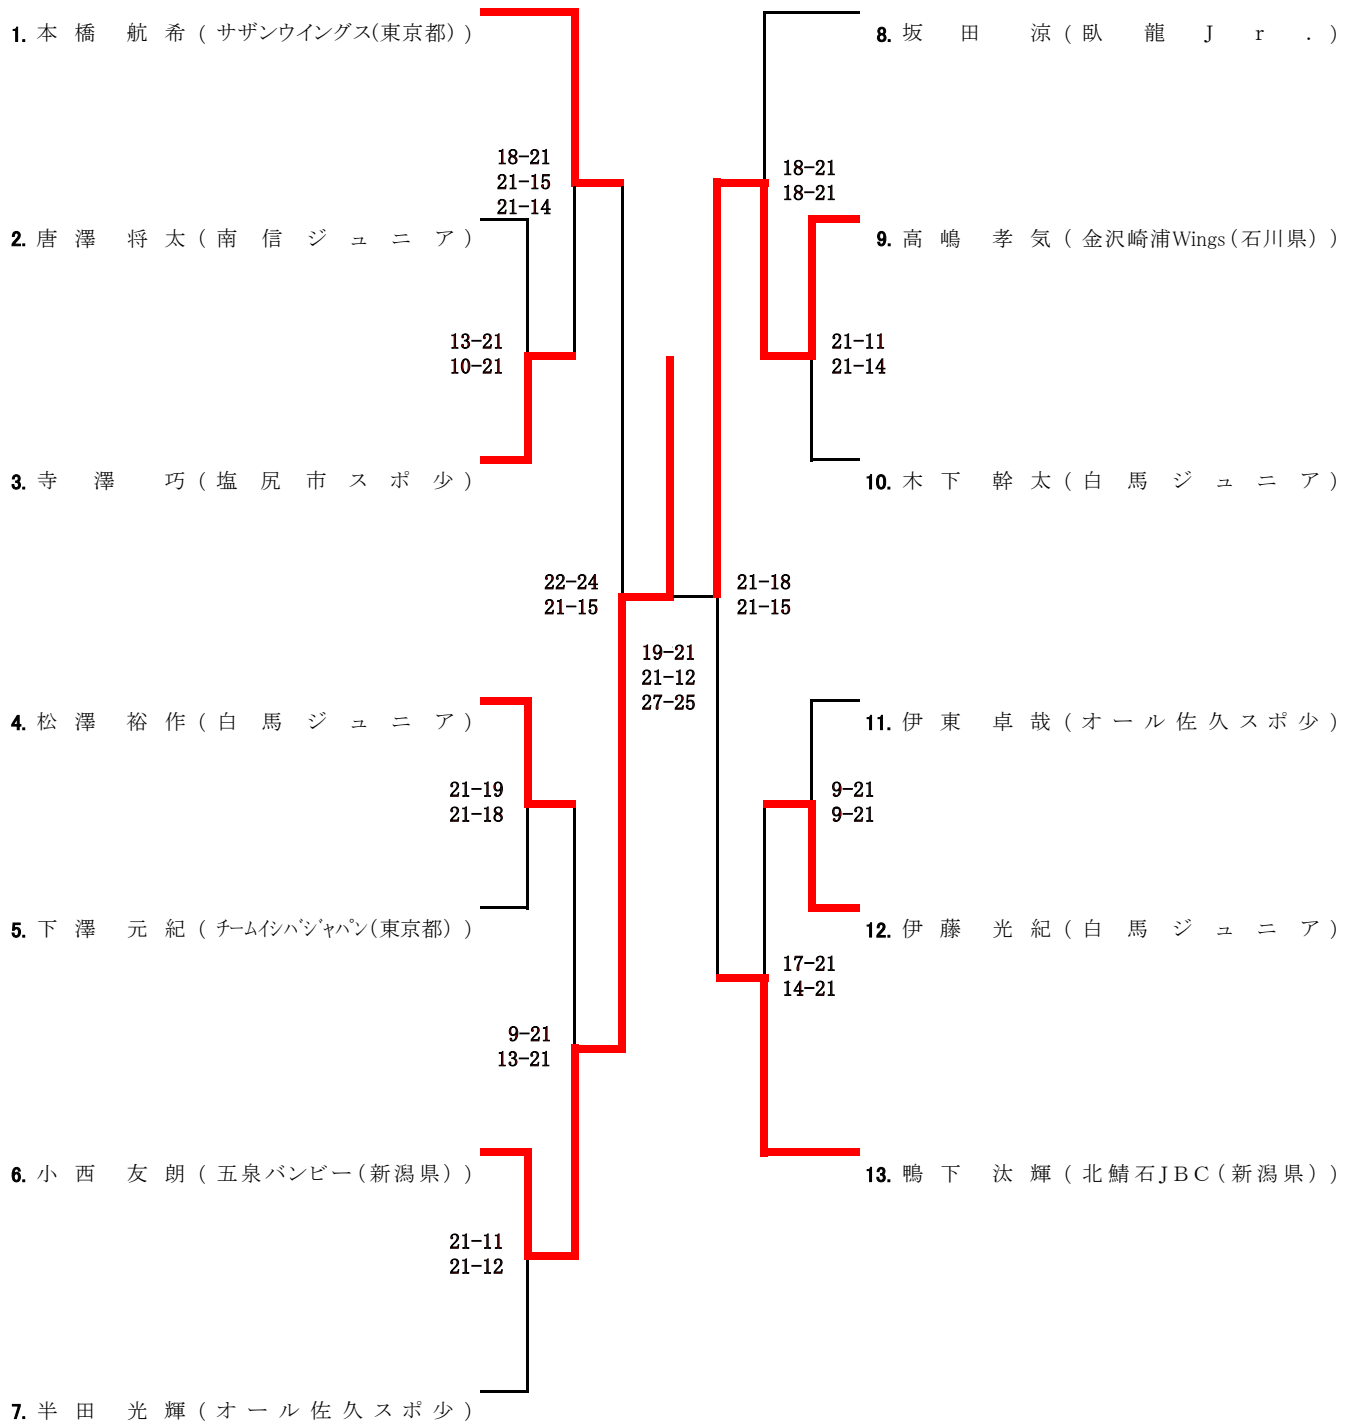 1. 本橋 航希 (サザンウイングス(東京都))
18-21
21-15
21-14
2. 唐澤 将太 (南信ジュニア)
13-21
10-21
3. 寺澤 巧 (塩尻市スポ少)
22-24
21-15
4. 松澤 裕作 (白馬ジュニア)
21-19
21-18
5. 下澤 元紀 (チームイシバジャパン(東京都))
9-21
13-21
6. 小西 友朗 (五泉バンビー(新潟県))
21-11
21-12
7. 半田 光輝 (オール佐久スポ少)
19-21
21-12
27-25
8. 坂田 涼 (臥龍Jr.)
18-21
18-21
9. 高嶋 孝気 (金沢崎浦Wings(石川県))
21-11
21-14
10. 木下 幹太 (白馬ジュニア)
21-18
21-15
11. 伊東 卓哉 (オール佐久スポ少)
9-21
9-21
12. 伊藤 光紀 (白馬ジュニア)
17-21
14-21
13. 鴨下 汰輝 (北鯖石JBC(新潟県))